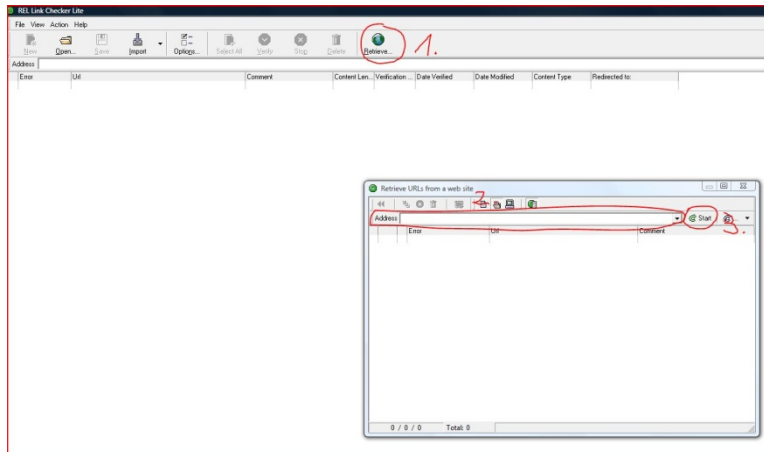 REL Link Checker Lite
File View Action Help
New Open... Save Import Options... Select All Verify Stop Delete Retrieve... 1.
Address
Error Url Comment Content Len... Verification ... Date Verified Date Modified Content Type Redirected to:
Retrieve URLs from a web site
2.
Address Start
Error Url Comment 3.
0 / 0 / 0 Total: 0